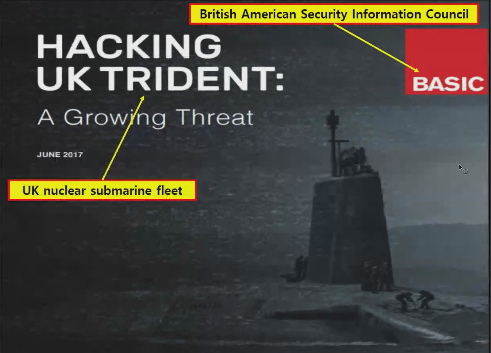 British American Security Information Council
HACKING
UK TRIDENT:
BASIC
A Growing Threat
JUNE 2017
UK nuclear submarine fleet